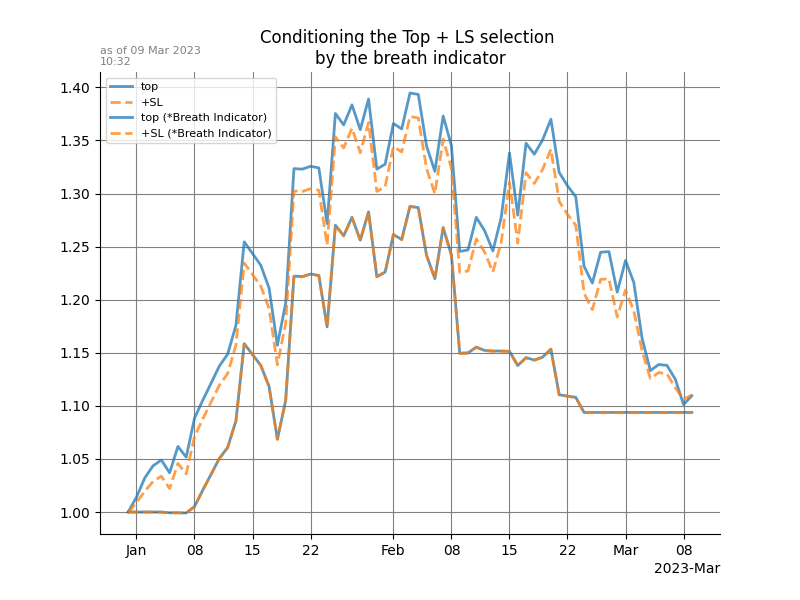 Conditioning the Top + LS selection
by the breath indicator
as of 09 Mar 2023
10:32
top
+SL
top (*Breath Indicator)
+SL (*Breath Indicator)
1.40
1.35
1.30
1.25
1.20
1.15
1.10
1.05
1.00
Jan 08 15 22 Feb 08 15 22 Mar 08
2023-Mar